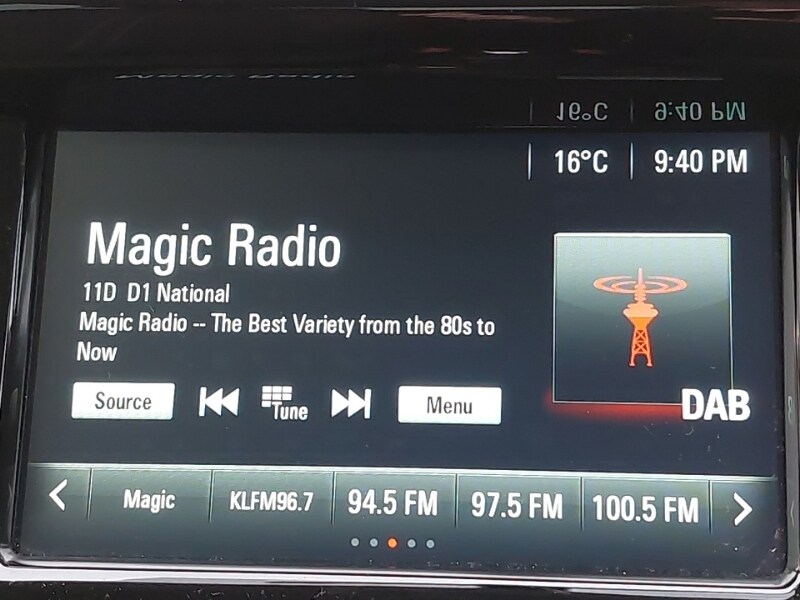 16°C 9:40 PM
Magic Radio
11D D1 National
Magic Radio -- The Best Variety from the 80s to
Now
Source Tune Menu
DAB
Magic KLFM96.7 94.5 FM 97.5 FM 100.5 FM